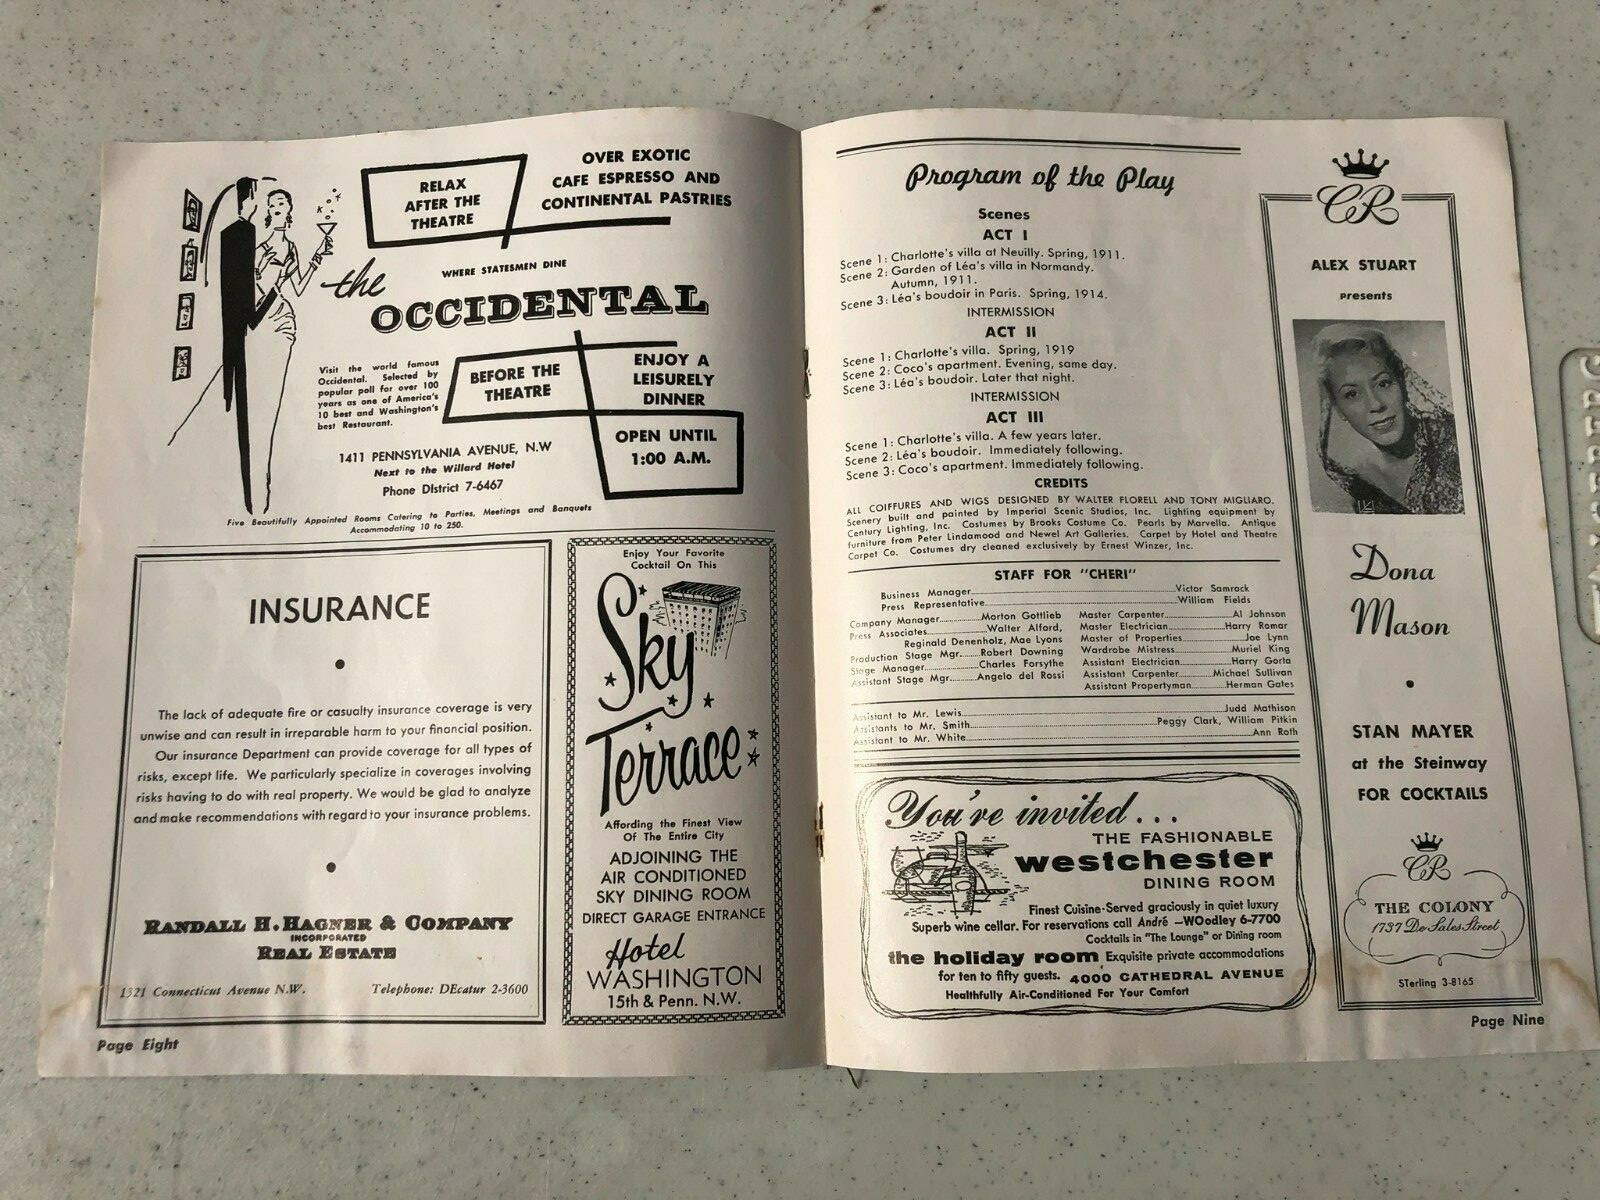 RELAX
AFTER THE
THEATRE
OVER EXOTIC
CAFE ESPRESSO AND
CONTINENTAL PASTRIES
WHERE STATESMEN DINE
the
OCCIDENTAL
Visit the world famous
Occidental. Selected by
popular poll for over 100
years as one of America's
10 best and Washington's
best Restaurant.
BEFORE THE
THEATRE
ENJOY A
LEISURELY
DINNER
OPEN UNTIL
1:00 A.M.
1411 PENNSYLVANIA AVENUE, N.W
Next to the Willard Hotel
Phone DIstrict 7-6467
Five Beautifully Appointed Rooms Catering to Parties, Meetings and Banquets
Accommodating 10 to 250.
INSURANCE
The lack of adequate fire or casualty insurance coverage is very
unwise and can result in irreparable harm to your financial position.
Our insurance Department can provide coverage for all types of
risks, except life. We particularly specialize in coverages involving
risks having to do with real property. We would be glad to analyze
and make recommendations with regard to your insurance problems.
RANDALL H. HAGNER & COMPANY
INCORPORATED
REAL ESTATE
1321 Connecticut Avenue N.W. Telephone: DEcatur 2-3600
Page Eight
Enjoy Your Favorite
Cocktail On This
Sky
Terrace
Affording the Finest View
Of The Entire City
ADJOINING THE
AIR CONDITIONED
SKY DINING ROOM
DIRECT GARAGE ENTRANCE
Hotel
WASHINGTON
15th & Penn. N.W.
Program of the Play
Scenes
ACT I
Scene 1: Charlotte's villa at Neuilly. Spring, 1911.
Scene 2: Garden of Léa's villa in Normandy.
Autumn, 1911.
Scene 3: Léa's boudoir in Paris. Spring, 1914.
INTERMISSION
ACT II
Scene 1: Charlotte's villa. Spring, 1919
Scene 2: Coco's apartment. Evening, same day.
Scene 3: Léa's boudoir. Later that night.
INTERMISSION
ACT III
Scene 1: Charlotte's villa. A few years later.
Scene 2: Léa's boudoir. Immediately following.
Scene 3: Coco's apartment. Immediately following.
CREDITS
ALL COIFFURES AND WIGS DESIGNED BY WALTER FLORELL AND TONY MIGLIARO.
Scenery built and painted by Imperial Scenic Studios, Inc. Lighting equipment by
Century Lighting, Inc. Costumes by Brooks Costume Co. Pearls by Marvella. Antique
furniture from Peter Lindamood and Newel Art Galleries. Carpet by Hotel and Theatre
Carpet Co. Costumes dry cleaned exclusively by Ernest Winzer, Inc.
STAFF FOR "CHERI"
Business Manager Victor Samrock
Press Representative William Fields
Company Manager Morton Gottlieb
Press Associates Walter Alford,
Reginald Denenholz, Mae Lyons
Production Stage Mgr. Robert Downing
Stage Manager Charles Forsythe
Assistant Stage Mgr. Angelo del Rossi
Master Carpenter Al Johnson
Master Electrician Harry Romar
Master of Properties Joe Lynn
Wardrobe Mistress Muriel King
Assistant Electrician Harry Gorta
Assistant Carpenter Michael Sullivan
Assistant Propertyman Herman Gates
Assistant to Mr. Lewis Judd Mathison
Assistants to Mr. Smith Peggy Clark, William Pitkin
Assistant to Mr. White Ann Roth
You're invited . . .
THE FASHIONABLE
westchester
DINING ROOM
Finest Cuisine-Served graciously in quiet luxury
Superb wine cellar. For reservations call André —WOodley 6-7700
Cocktails in "The Lounge" or Dining room
the holiday room Exquisite private accommodations
for ten to fifty guests. 4000 CATHEDRAL AVENUE
Healthfully Air-Conditioned For Your Comfort
CR
ALEX STUART
presents
Dona
Mason
STAN MAYER
at the Steinway
FOR COCKTAILS
CR
THE COLONY
1737 De Sales Street
STerling 3-8165
Page Nine